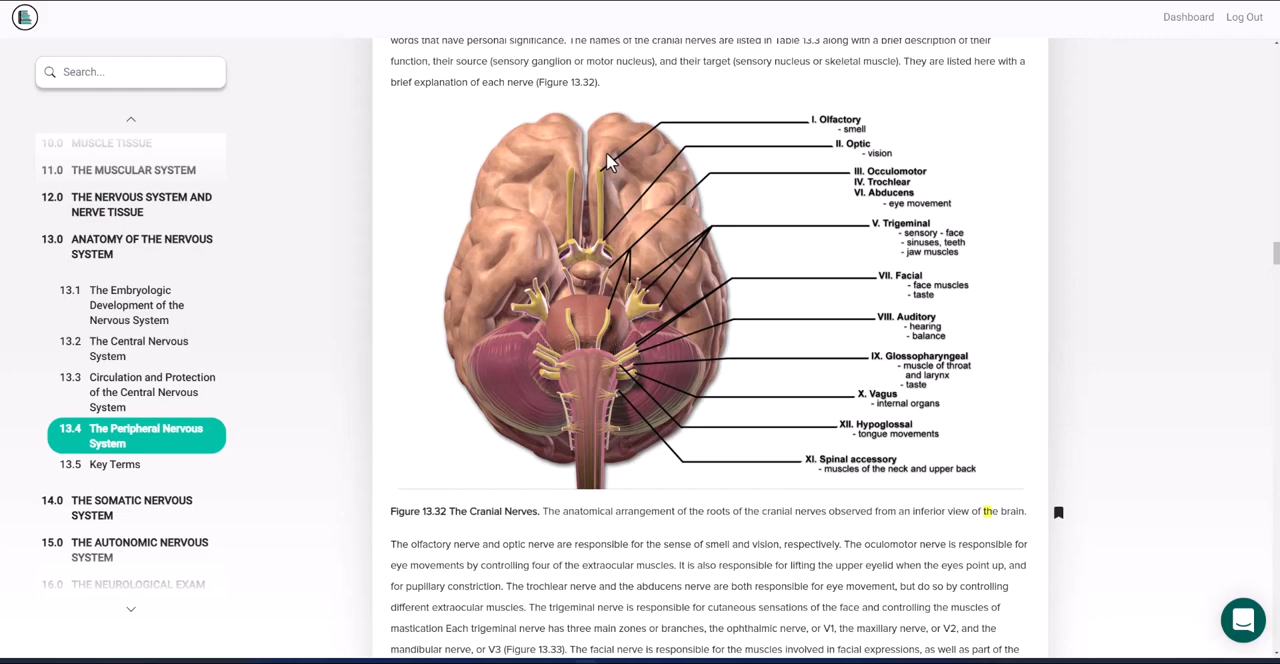 Dashboard
Log Out
Search...
10.0 MUSCLE TISSUE
11.0 THE MUSCULAR SYSTEM
12.0 THE NERVOUS SYSTEM AND
NERVE TISSUE
13.0 ANATOMY OF THE NERVOUS
SYSTEM
13.1 The Embryologic
Development of the
Nervous System
13.2 The Central Nervous
System
13.3 Circulation and Protection
of the Central Nervous
System
13.4 The Peripheral Nervous
System
13.5 Key Terms
14.0 THE SOMATIC NERVOUS
SYSTEM
15.0 THE AUTONOMIC NERVOUS
SYSTEM
16.0 THE NEUROLOGICAL EXAM
words that have personal significance. The names of the cranial nerves are listed in Table 13.3 along with a brief description of their
function, their source (sensory ganglion or motor nucleus), and their target (sensory nucleus or skeletal muscle). They are listed here with a
brief explanation of each nerve (Figure 13.32).
I. Olfactory
- smell
II. Optic
- vision
III. Occulomotor
IV. Trochlear
VI. Abducens
- eye movement
V. Trigeminal
- sensory - face
- sinuses, teeth
- jaw muscles
VII. Facial
- face muscles
- taste
VIII. Auditory
- hearing
- balance
IX. Glossopharyngeal
- muscle of throat
and larynx
- taste
X. Vagus
- internal organs
XII. Hypoglossal
- tongue movements
XI. Spinal accessory
- muscles of the neck and upper back
Figure 13.32 The Cranial Nerves. The anatomical arrangement of the roots of the cranial nerves observed from an inferior view of the brain.
The olfactory nerve and optic nerve are responsible for the sense of smell and vision, respectively. The oculomotor nerve is responsible for
eye movements by controlling four of the extraocular muscles. It is also responsible for lifting the upper eyelid when the eyes point up, and
for pupillary constriction. The trochlear nerve and the abducens nerve are both responsible for eye movement, but do so by controlling
different extraocular muscles. The trigeminal nerve is responsible for cutaneous sensations of the face and controlling the muscles of
mastication Each trigeminal nerve has three main zones or branches, the ophthalmic nerve, or V1, the maxillary nerve, or V2, and the
mandibular nerve, or V3 (Figure 13.33). The facial nerve is responsible for the muscles involved in facial expressions, as well as part of the